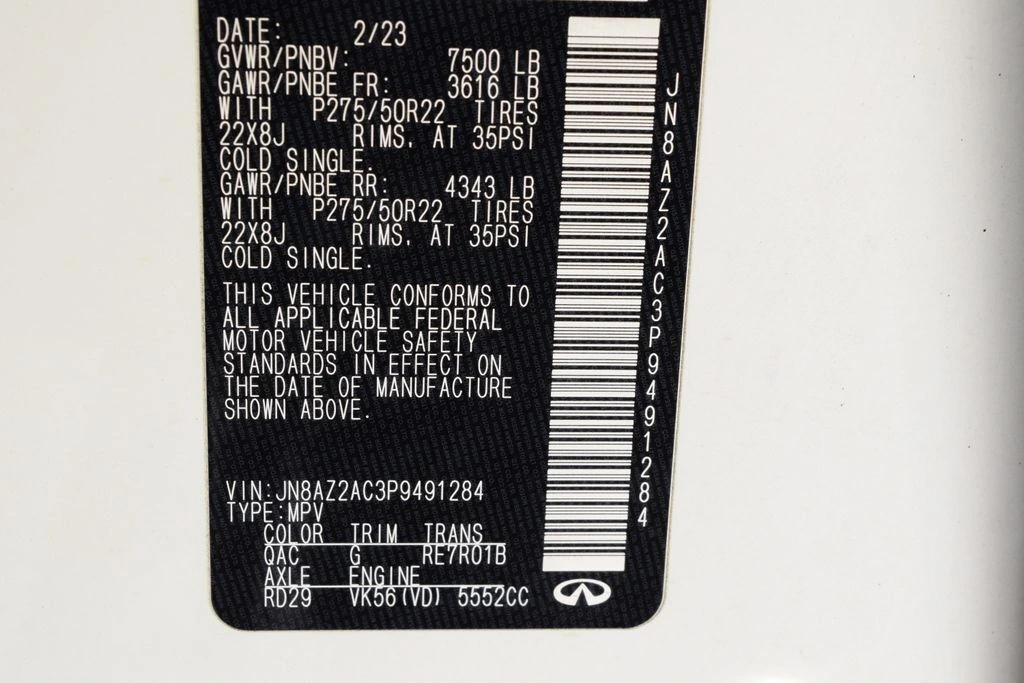 DATE: 2/23
GVWR/PNBV: 7500 LB
GAWR/PNBE FR: 3616 LB
WITH P275/50R22 TIRES
22X8J RIMS. AT 35PSI
COLD SINGLE.
GAWR/PNBE RR: 4343 LB
WITH P275/50R22 TIRES
22X8J RIMS. AT 35PSI
COLD SINGLE.
THIS VEHICLE CONFORMS TO
ALL APPLICABLE FEDERAL
MOTOR VEHICLE SAFETY
STANDARDS IN EFFECT ON
THE DATE OF MANUFACTURE
SHOWN ABOVE.
VIN:JN8AZ2AC3P9491284
TYPE:MPV
COLOR TRIM TRANS
QAC G RE7R01B
AXLE ENGINE
RD29 VK56(VD) 5552CC
JN8AZ2AC3P9491284